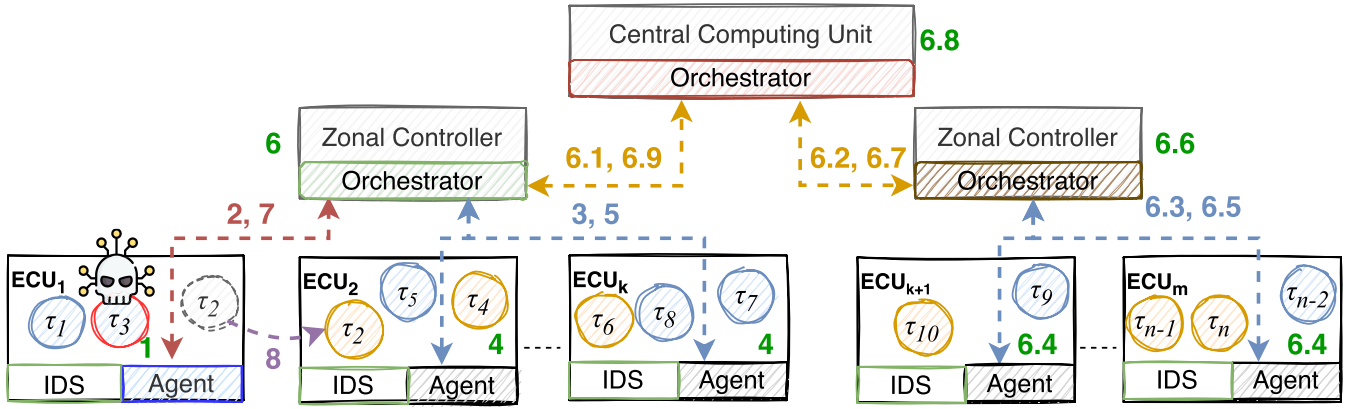 Central Computing Unit
6.8
Orchestrator
6
Zonal Controller
Orchestrator
6.1, 6.9
6.2, 6.7
Zonal Controller
Orchestrator
6.6
2, 7
3, 5
6.3, 6.5
ECU1
τ1
τ3
τ2
1
IDS
Agent
8
ECU2
τ2
τ5
τ4
4
IDS
Agent
ECUk
τ6
τ8
τ7
4
IDS
Agent
ECUk+1
τ10
τ9
6.4
IDS
Agent
ECUm
τn-1
τn
τn-2
6.4
IDS
Agent